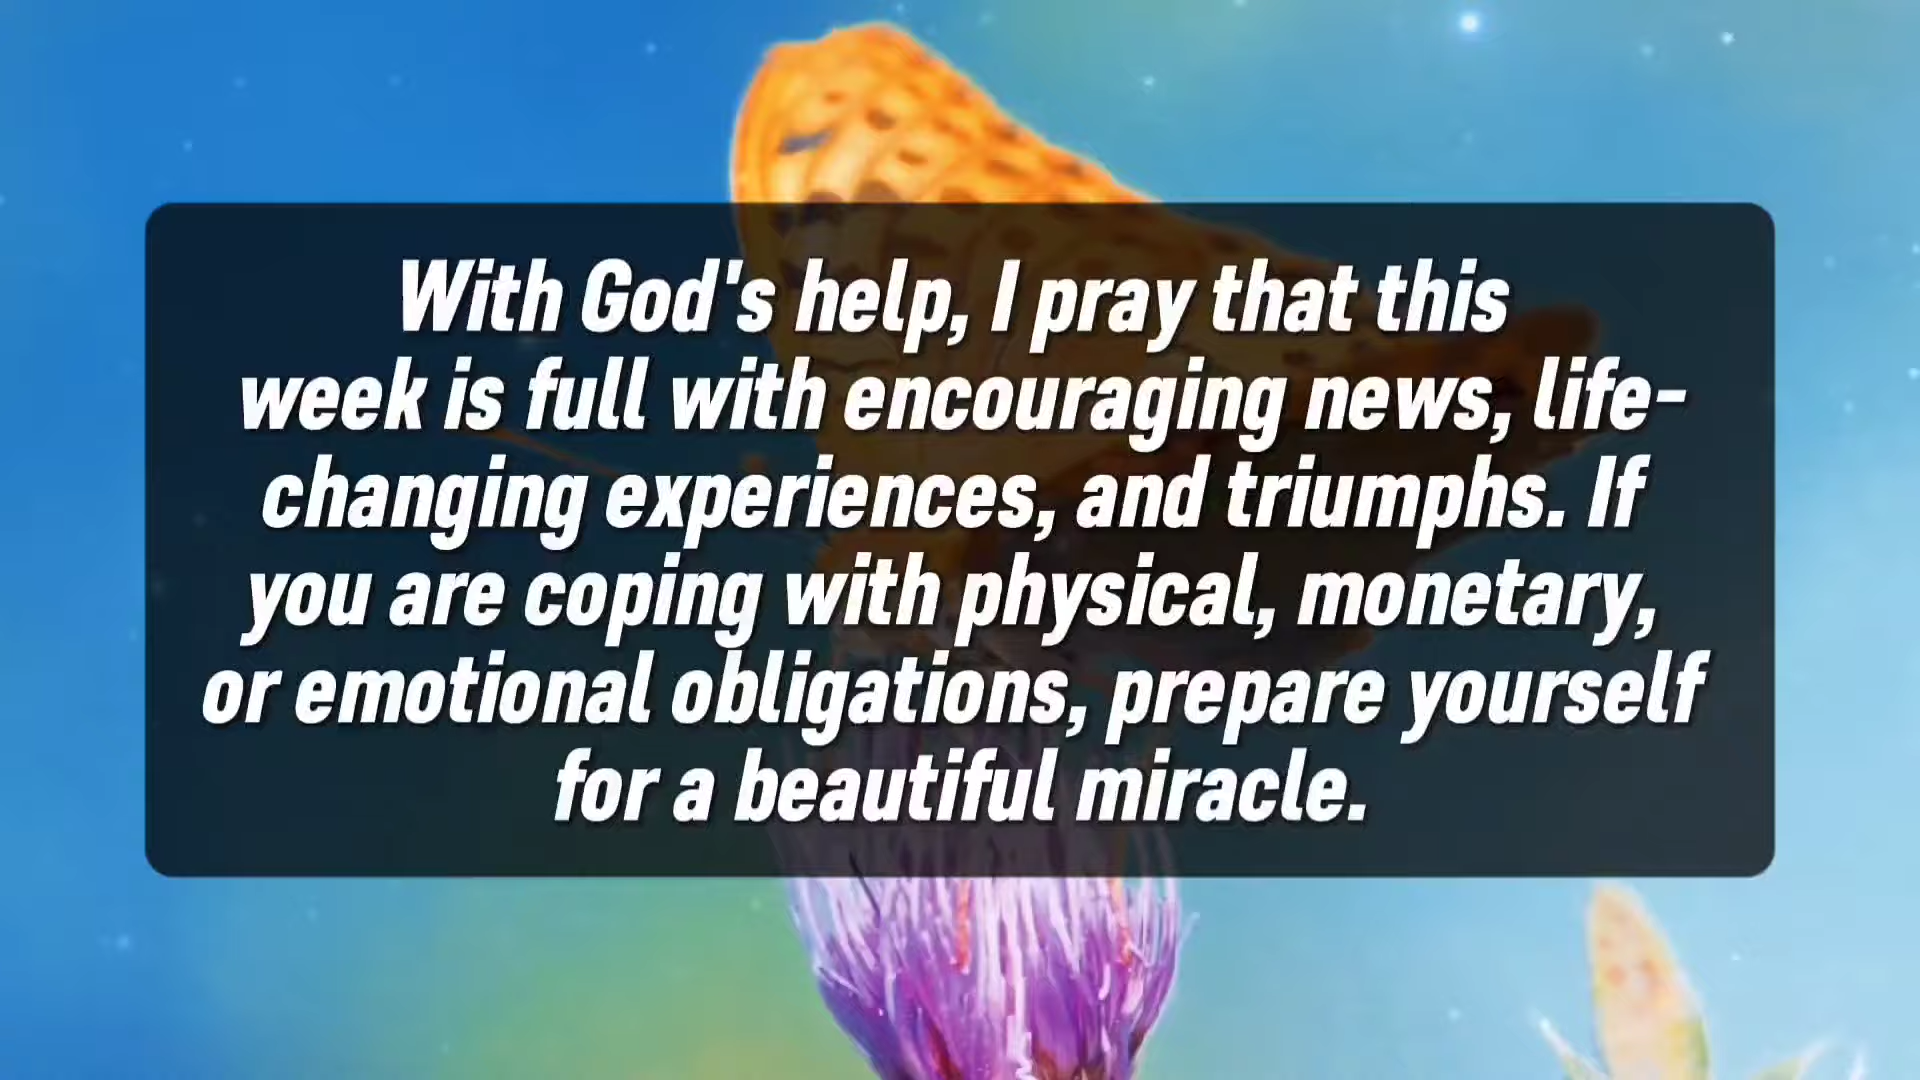 With God's help, I pray that this
week is full with encouraging news, life-
changing experiences, and triumphs. If
you are coping with physical, monetary,
or emotional obligations, prepare yourself
for a beautiful miracle.